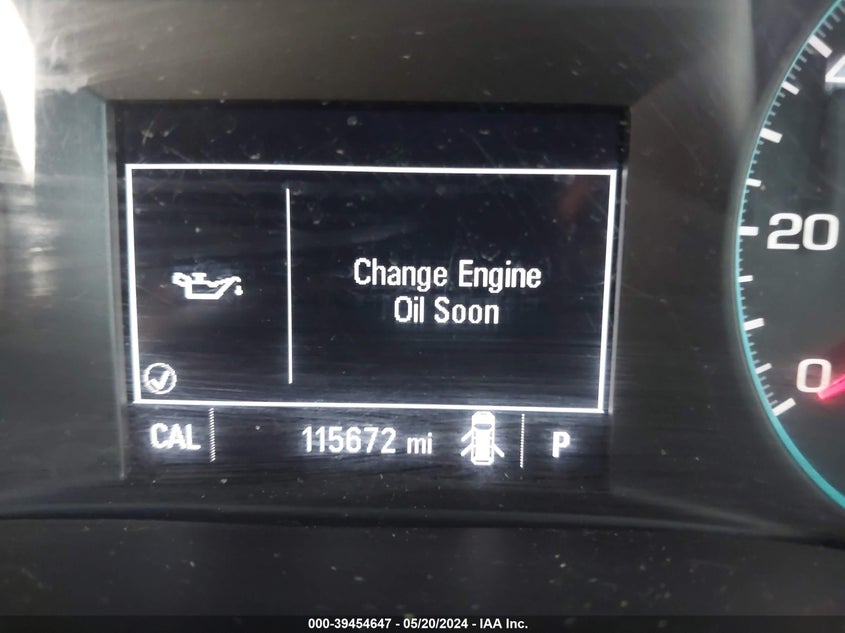 Change Engine
Oil Soon
CAL 115672 mi P
20
0
000-39454647 - 05/20/2024 - IAA Inc.